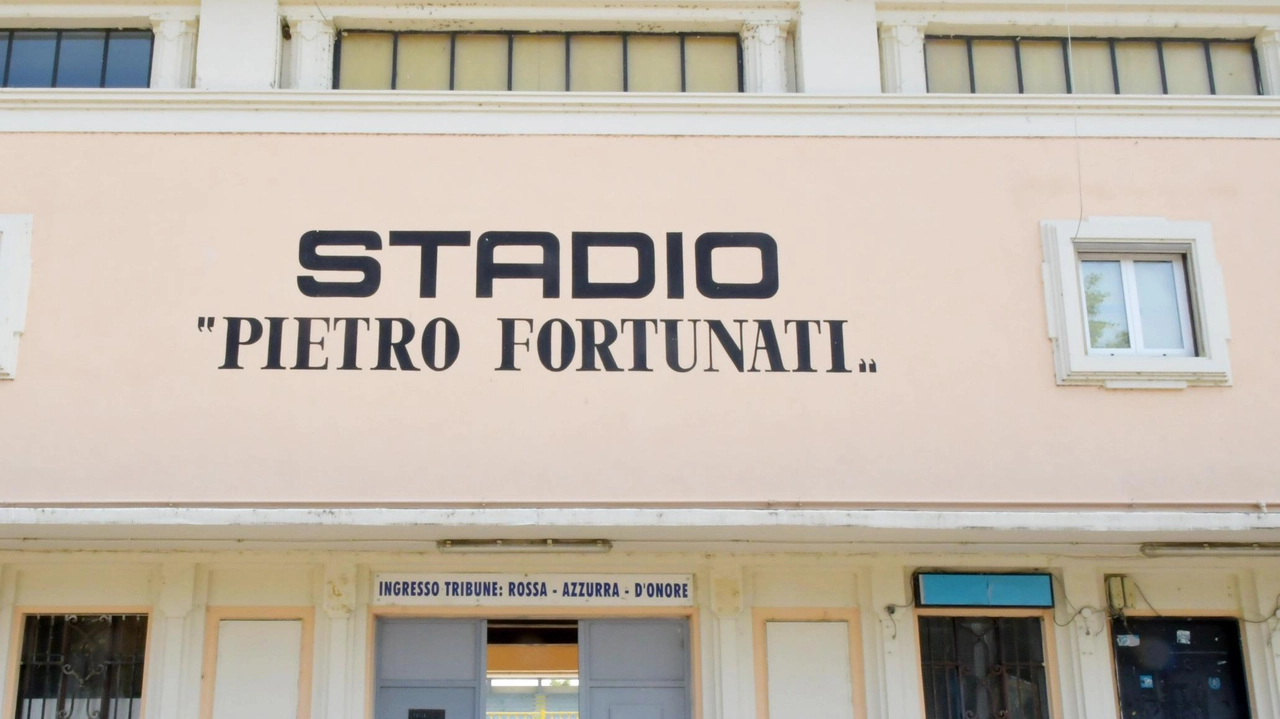 STADIO
"PIETRO FORTUNATI„
INGRESSO TRIBUNE: ROSSA - AZZURRA - D'ONORE